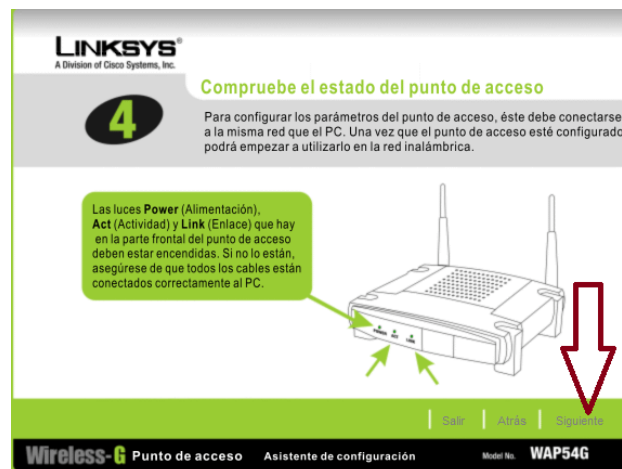 LINKSYS®
A Division of Cisco Systems, Inc.
4
Compruebe el estado del punto de acceso
Para configurar los parámetros del punto de acceso, éste debe conectarse
a la misma red que el PC. Una vez que el punto de acceso esté configurado
podrá empezar a utilizarlo en la red inalámbrica.
Las luces Power (Alimentación),
Act (Actividad) y Link (Enlace) que hay
en la parte frontal del punto de acceso
deben estar encendidas. Si no lo están,
asegúrese de que todos los cables están
conectados correctamente al PC.
POWER ACT LINK
Salir Atrás Siguiente
Wireless-G Punto de acceso Asistente de configuración Model No. WAP54G